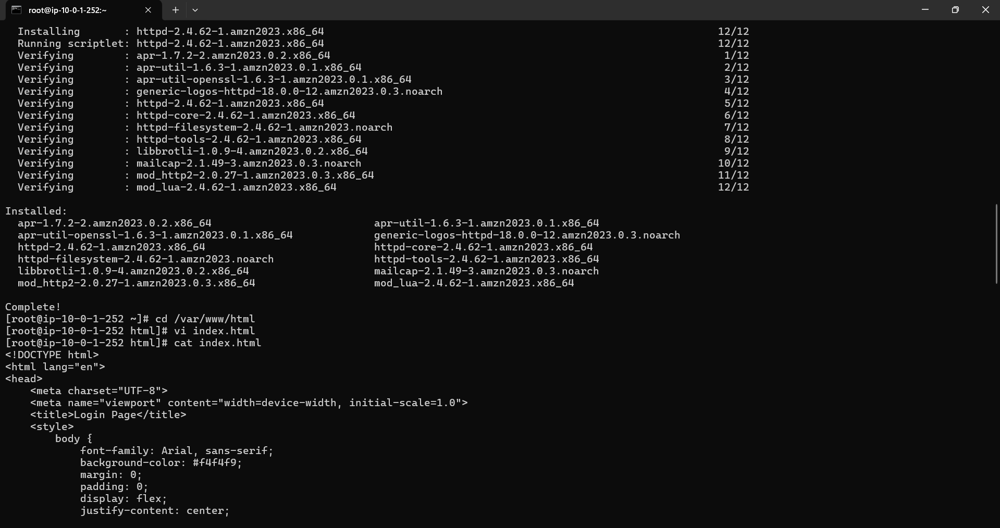 root@ip-10-0-1-252:~
Installing : httpd-2.4.62-1.amzn2023.x86_64 12/12
Running scriptlet: httpd-2.4.62-1.amzn2023.x86_64 12/12
Verifying : apr-1.7.2-2.amzn2023.0.2.x86_64 1/12
Verifying : apr-util-1.6.3-1.amzn2023.0.1.x86_64 2/12
Verifying : apr-util-openssl-1.6.3-1.amzn2023.0.1.x86_64 3/12
Verifying : generic-logos-httpd-18.0.0-12.amzn2023.0.3.noarch 4/12
Verifying : httpd-2.4.62-1.amzn2023.x86_64 5/12
Verifying : httpd-core-2.4.62-1.amzn2023.x86_64 6/12
Verifying : httpd-filesystem-2.4.62-1.amzn2023.noarch 7/12
Verifying : httpd-tools-2.4.62-1.amzn2023.x86_64 8/12
Verifying : libbrotli-1.0.9-4.amzn2023.0.2.x86_64 9/12
Verifying : mailcap-2.1.49-3.amzn2023.0.3.noarch 10/12
Verifying : mod_http2-2.0.27-1.amzn2023.0.3.x86_64 11/12
Verifying : mod_lua-2.4.62-1.amzn2023.x86_64 12/12
Installed:
apr-1.7.2-2.amzn2023.0.2.x86_64 apr-util-1.6.3-1.amzn2023.0.1.x86_64
apr-util-openssl-1.6.3-1.amzn2023.0.1.x86_64 generic-logos-httpd-18.0.0-12.amzn2023.0.3.noarch
httpd-2.4.62-1.amzn2023.x86_64 httpd-core-2.4.62-1.amzn2023.x86_64
httpd-filesystem-2.4.62-1.amzn2023.noarch httpd-tools-2.4.62-1.amzn2023.x86_64
libbrotli-1.0.9-4.amzn2023.0.2.x86_64 mailcap-2.1.49-3.amzn2023.0.3.noarch
mod_http2-2.0.27-1.amzn2023.0.3.x86_64 mod_lua-2.4.62-1.amzn2023.x86_64
Complete!
[root@ip-10-0-1-252 ~]# cd /var/www/html
[root@ip-10-0-1-252 html]# vi index.html
[root@ip-10-0-1-252 html]# cat index.html
<!DOCTYPE html>
<html lang="en">
<head>
<meta charset="UTF-8">
<meta name="viewport" content="width=device-width, initial-scale=1.0">
<title>Login Page</title>
<style>
body {
font-family: Arial, sans-serif;
background-color: #f4f4f9;
margin: 0;
padding: 0;
display: flex;
justify-content: center;